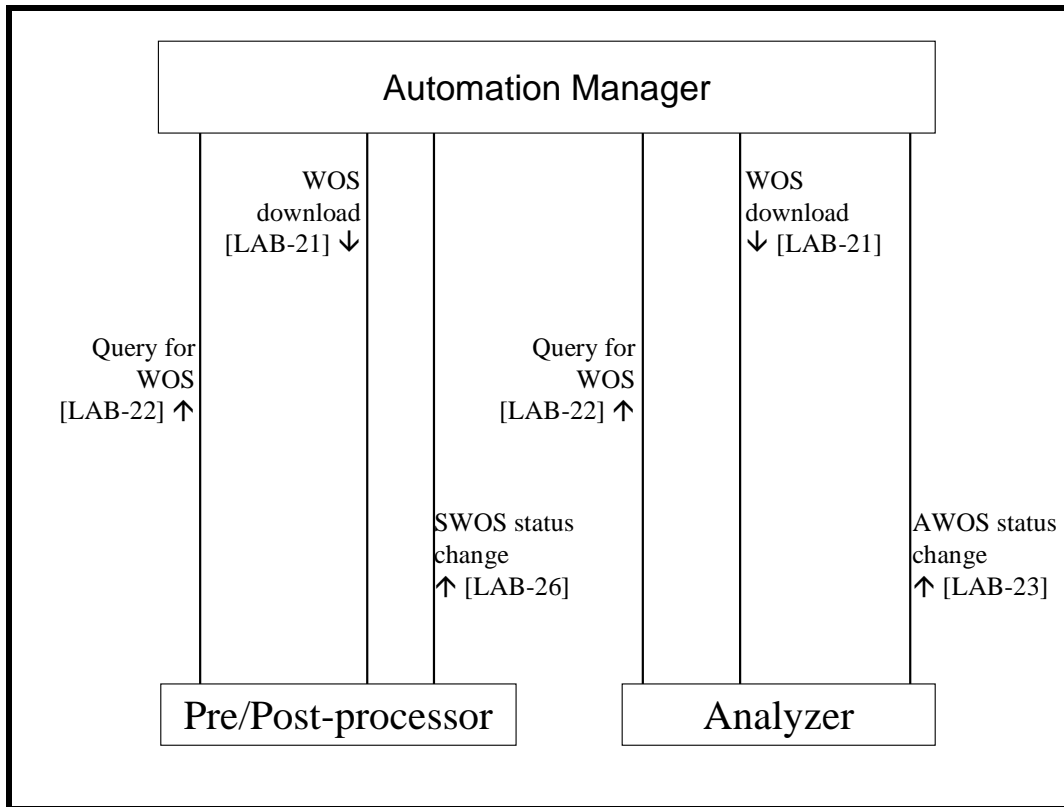 Automation Manager
WOS
download
[LAB-21] ↓
WOS
download
↓ [LAB-21]
Query for
WOS
[LAB-22] ↑
Query for
WOS
[LAB-22] ↑
SWOS status
change
↑ [LAB-26]
AWOS status
change
↑ [LAB-23]
Pre/Post-processor
Analyzer